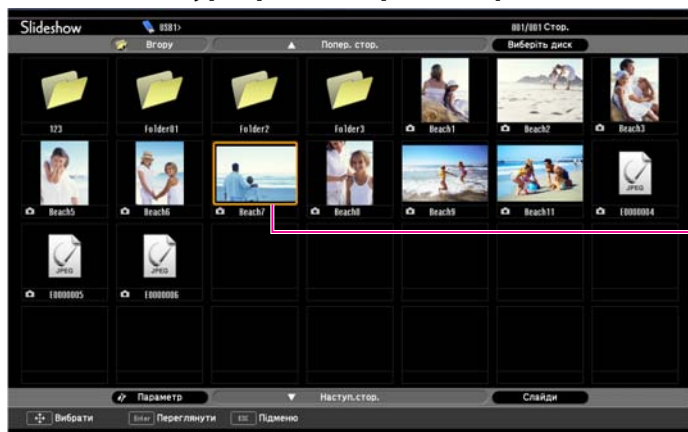 Slideshow USB1> 001/001 Стор.
Вгору Попер. стор. Виберіть диск
123 Folder01 Folder2 Folder3 Beach1 Beach2 Beach3
Beach5 Beach6 Beach7 Beach8 Beach9 Beach11 E0000004
JPEG
JPEG JPEG
E0000005 E0000006
Параметр Наступ.стор. Слайди
Вибрати Enter Переглянути ESC Підменю